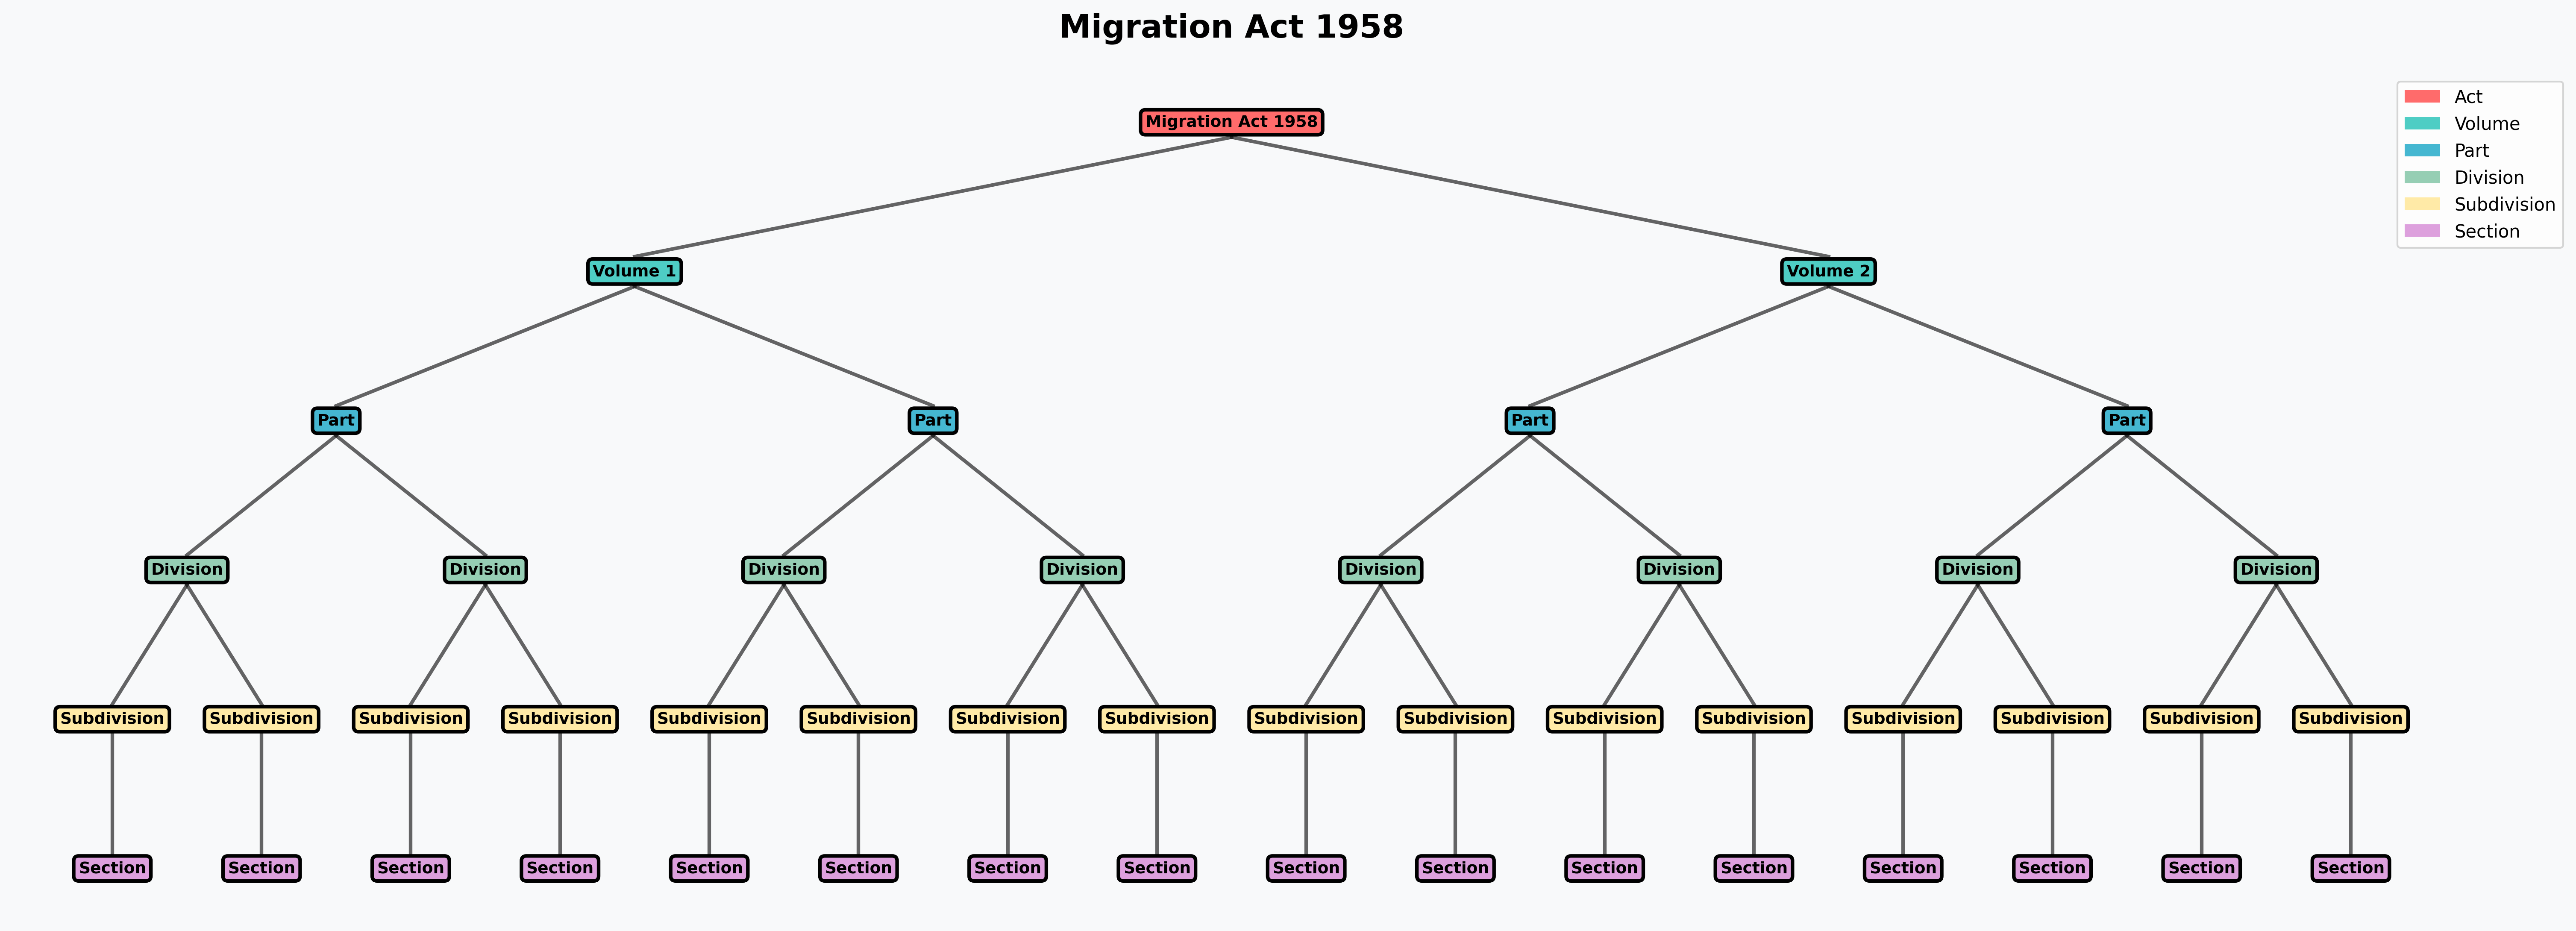 Migration Act 1958
Act
Volume
Part
Division
Subdivision
Section
Migration Act 1958
Volume 1 Volume 2
Part Part Part Part
Division Division Division Division Division Division Division Division
Subdivision Subdivision Subdivision Subdivision Subdivision Subdivision Subdivision Subdivision Subdivision Subdivision Subdivision Subdivision Subdivision Subdivision Subdivision Subdivision
Section Section Section Section Section Section Section Section Section Section Section Section Section Section Section Section